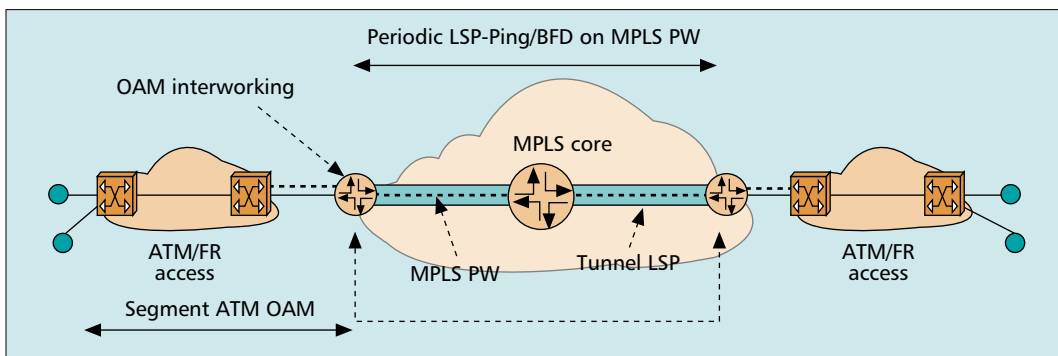 Periodic LSP-Ping/BFD on MPLS PW
OAM interworking
MPLS core
ATM/FR
access
MPLS PW
Tunnel LSP
ATM/FR
access
Segment ATM OAM